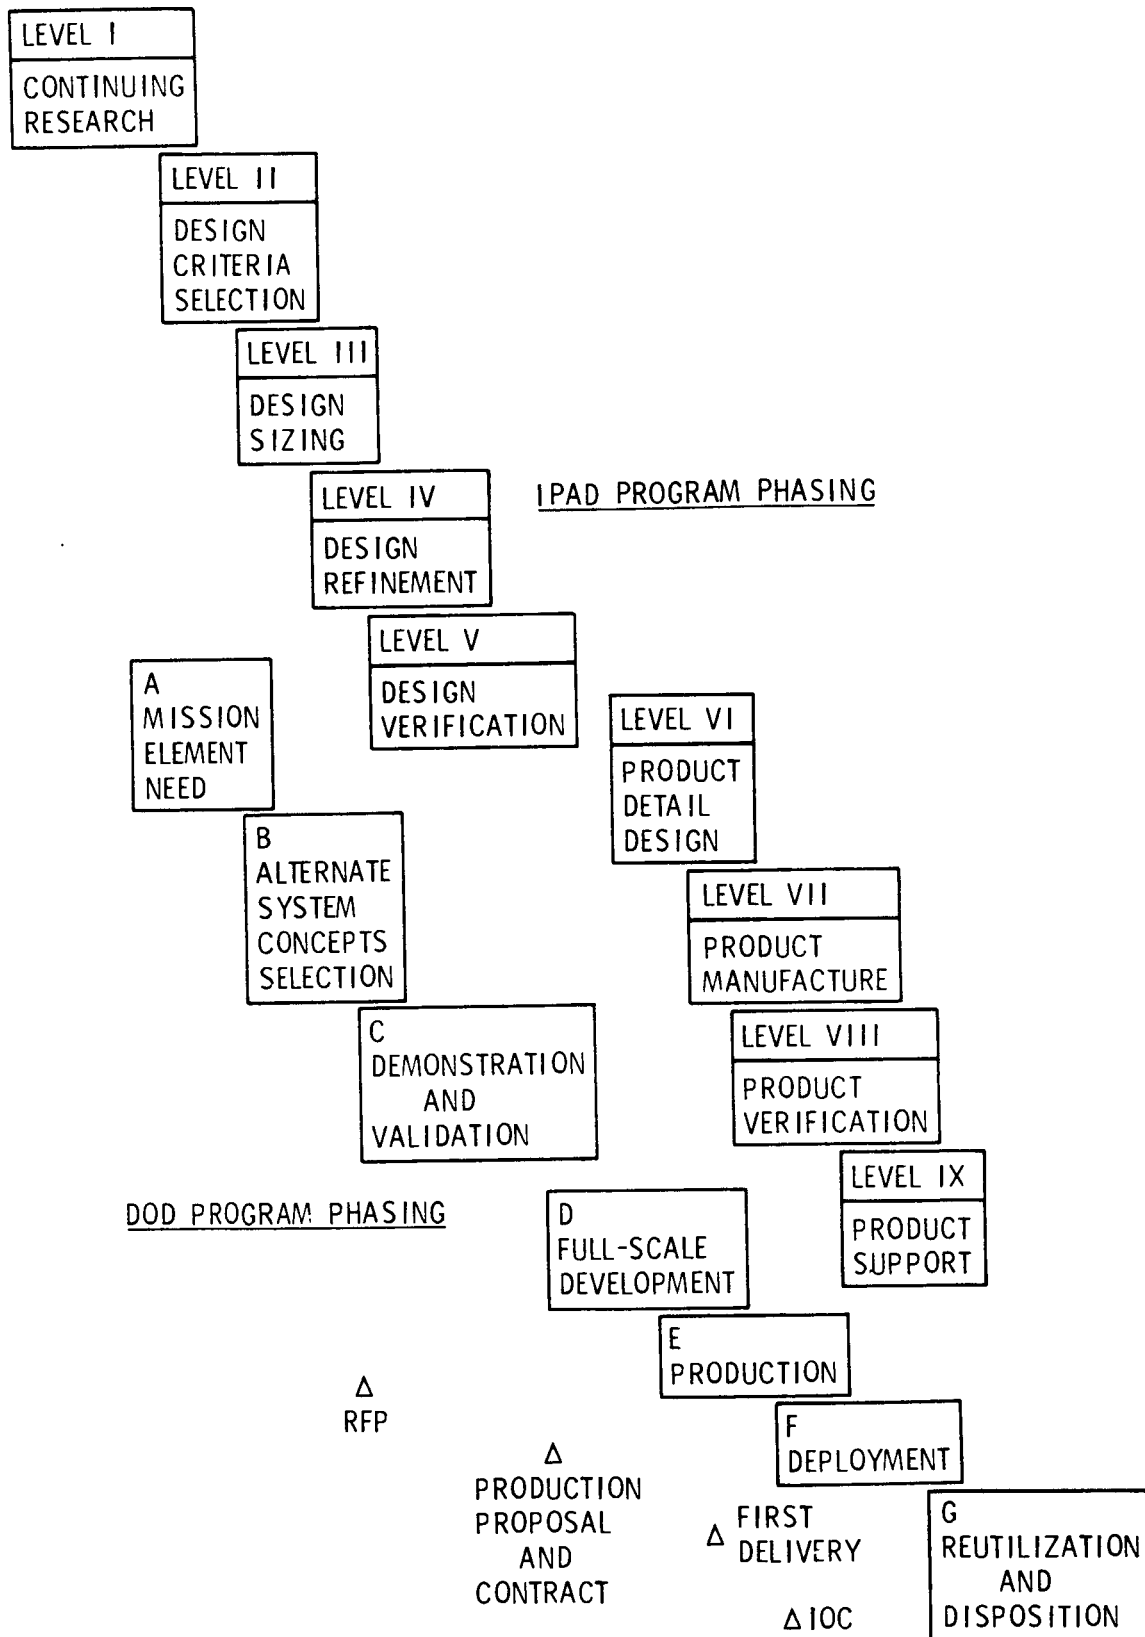 LEVEL I
CONTINUING
RESEARCH
LEVEL II
DESIGN
CRITERIA
SELECTION
LEVEL III
DESIGN
SIZING
LEVEL IV
DESIGN
REFINEMENT
IPAD PROGRAM PHASING
LEVEL V
DESIGN
VERIFICATION
A
MISSION
ELEMENT
NEED
LEVEL VI
PRODUCT
DETAIL
DESIGN
B
ALTERNATE
SYSTEM
CONCEPTS
SELECTION
LEVEL VII
PRODUCT
MANUFACTURE
C
DEMONSTRATION
AND
VALIDATION
LEVEL VIII
PRODUCT
VERIFICATION
LEVEL IX
PRODUCT
SUPPORT
DOD PROGRAM PHASING
D
FULL-SCALE
DEVELOPMENT
E
PRODUCTION
Δ
RFP
F
DEPLOYMENT
Δ
PRODUCTION
PROPOSAL
AND
CONTRACT
Δ FIRST
DELIVERY
Δ IOC
G
REUTILIZATION
AND
DISPOSITION